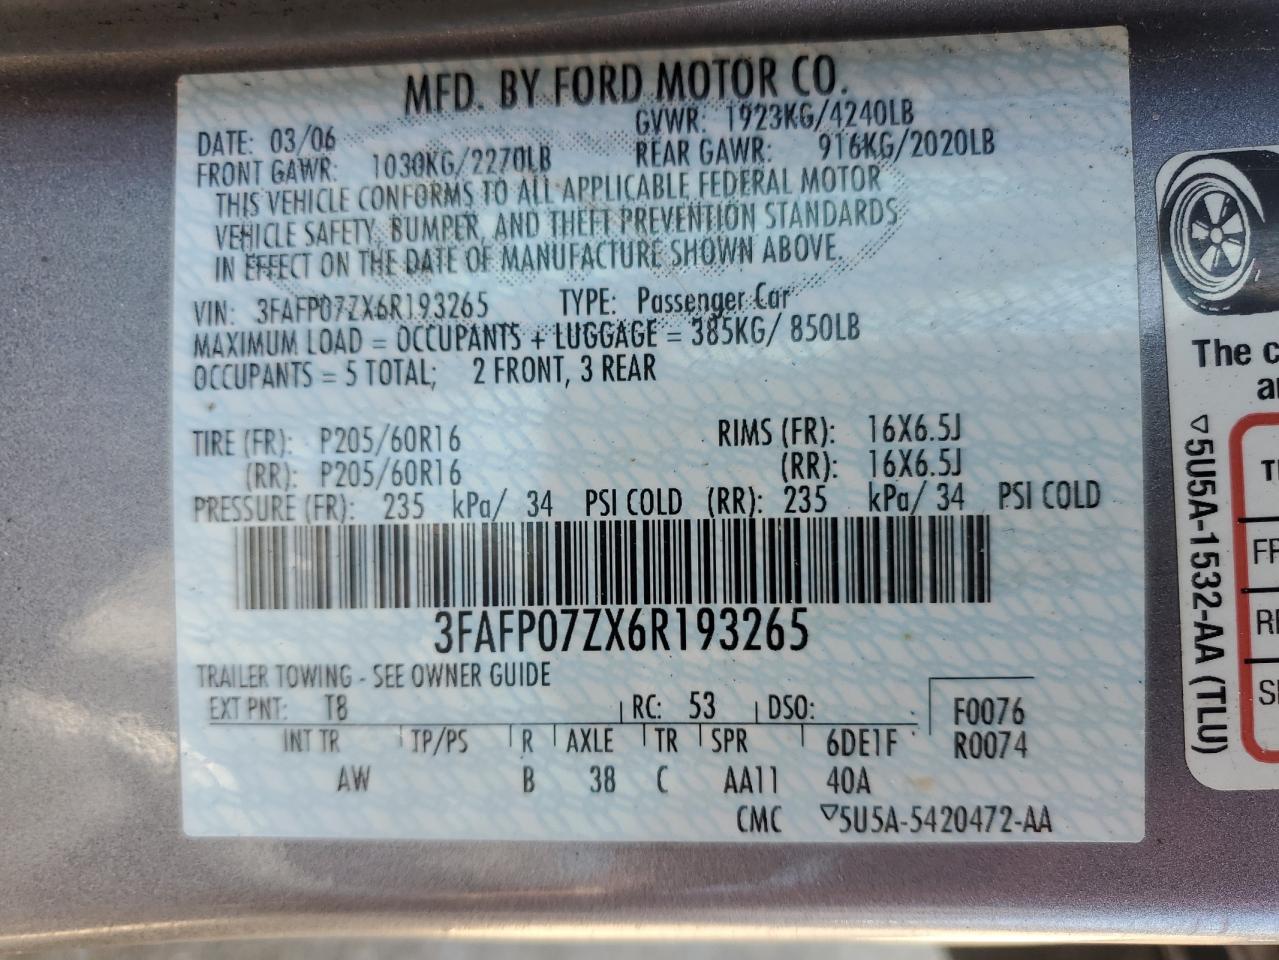 MFD. BY FORD MOTOR CO.
DATE: 03/06 GVWR: 1923KG/4240LB
FRONT GAWR: 1030KG/2270LB REAR GAWR: 916KG/2020LB
THIS VEHICLE CONFORMS TO ALL APPLICABLE FEDERAL MOTOR
VEHICLE SAFETY, BUMPER, AND THEFT PREVENTION STANDARDS
IN EFFECT ON THE DATE OF MANUFACTURE SHOWN ABOVE.
VIN: 3FAFP07ZX6R193265 TYPE: Passenger Car
MAXIMUM LOAD = OCCUPANTS + LUGGAGE = 385KG/ 850LB
OCCUPANTS = 5 TOTAL; 2 FRONT, 3 REAR
TIRE (FR): P205/60R16 RIMS (FR): 16X6.5J
(RR): P205/60R16 (RR): 16X6.5J
PRESSURE (FR): 235 kPa/ 34 PSI COLD (RR): 235 kPa/ 34 PSI COLD
3FAFP07ZX6R193265
TRAILER TOWING - SEE OWNER GUIDE
EXT PNT: T8 RC: 53 DSO: F0076
INT TR TP/PS R AXLE TR SPR 6DE1F R0074
AW B 38 C AA11 40A
CMC ▽5U5A-5420472-AA
The c
a
▽5U5A-1532-AA (TLU)
T
FR
R
S